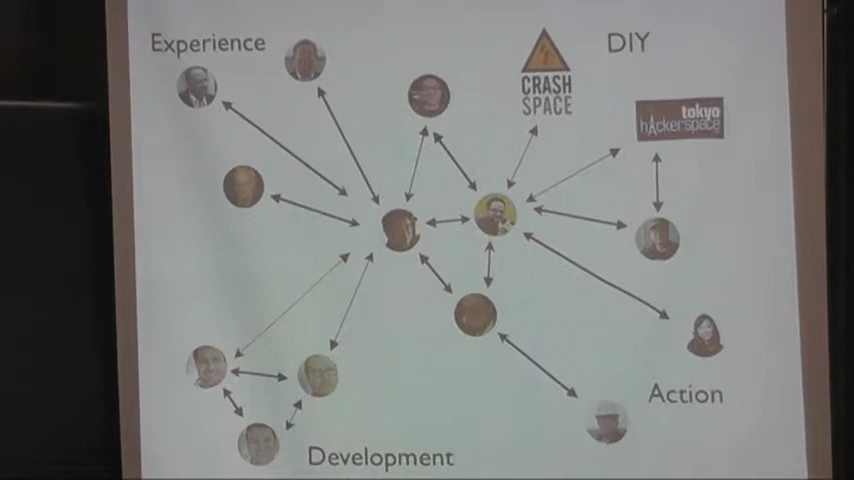 Experience
DIY
CRASH
SPACE
tokyo
hackerspace
Action
Development